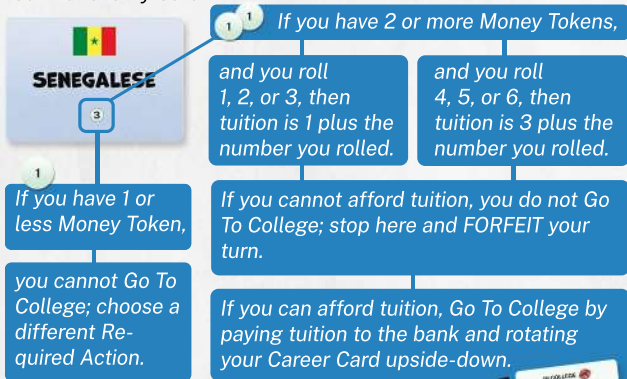 1 1 If you have 2 or more Money Tokens,
SENEGALESE
3
and you roll
1, 2, or 3, then
tuition is 1 plus the
number you rolled.
and you roll
4, 5, or 6, then
tuition is 3 plus the
number you rolled.
1
If you have 1 or
less Money Token,
you cannot Go To
College; choose a
different Re-
quired Action.
If you cannot afford tuition, you do not Go
To College; stop here and FORFEIT your
turn.
If you can afford tuition, Go To College by
paying tuition to the bank and rotating
your Career Card upside-down.
COLLEGE